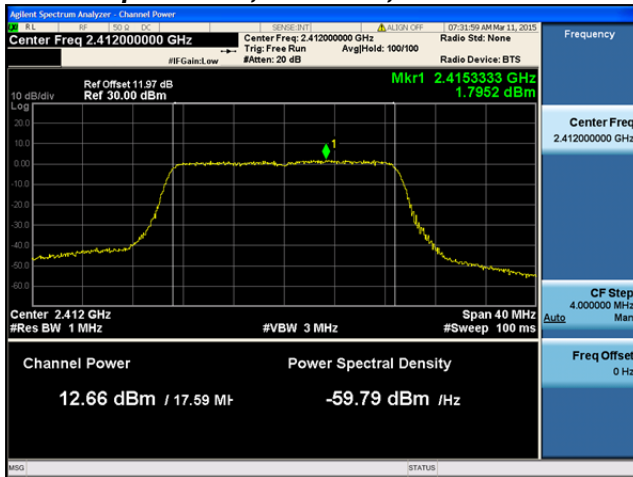 Agilent Spectrum Analyzer - Channel Power
RL RF 50 Ω DC SENSE:INT ALIGN OFF 07:31:59 AM Mar 11, 2015
Center Freq 2.412000000 GHz
Center Freq: 2.412000000 GHz
Radio Std: None
Trig: Free Run Avg|Hold: 100/100
#IFGain:Low
#Atten: 20 dB
Radio Device: BTS
Frequency
Mkr1 2.4153333 GHz
1.7952 dBm
Ref Offset 11.97 dB
10 dB/div Ref 30.00 dBm
Log
20.0
10.0
0.00
-10.0
-20.0
-30.0
-40.0
-50.0
-60.0
1
Center Freq
2.412000000 GHz
Center 2.412 GHz
Span 40 MHz
#Res BW 1 MHz
#VBW 3 MHz
#Sweep 100 ms
CF Step
4.000000 MHz
Auto Man
Channel Power
Power Spectral Density
12.66 dBm / 17.59 MH
-59.79 dBm /Hz
Freq Offset
0 Hz
MSG
STATUS